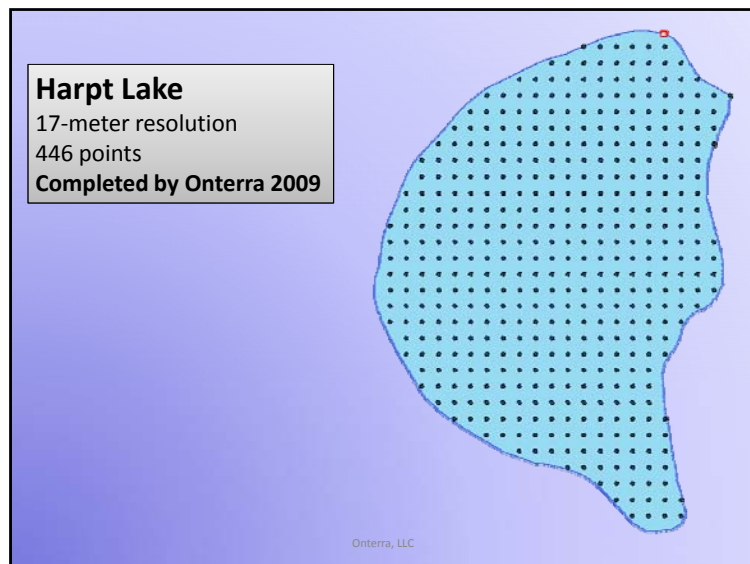 Harpt Lake
17-meter resolution
446 points
Completed by Onterra 2009
Onterra, LLC